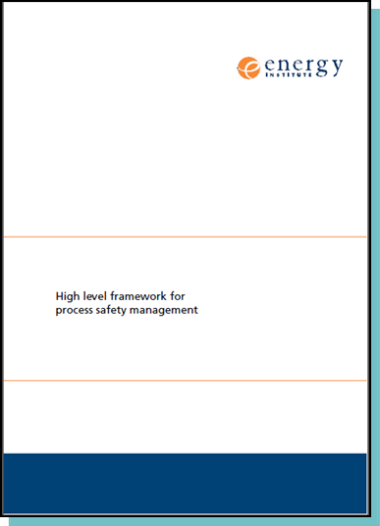 energy
INSTITUTE
High level framework for
process safety management